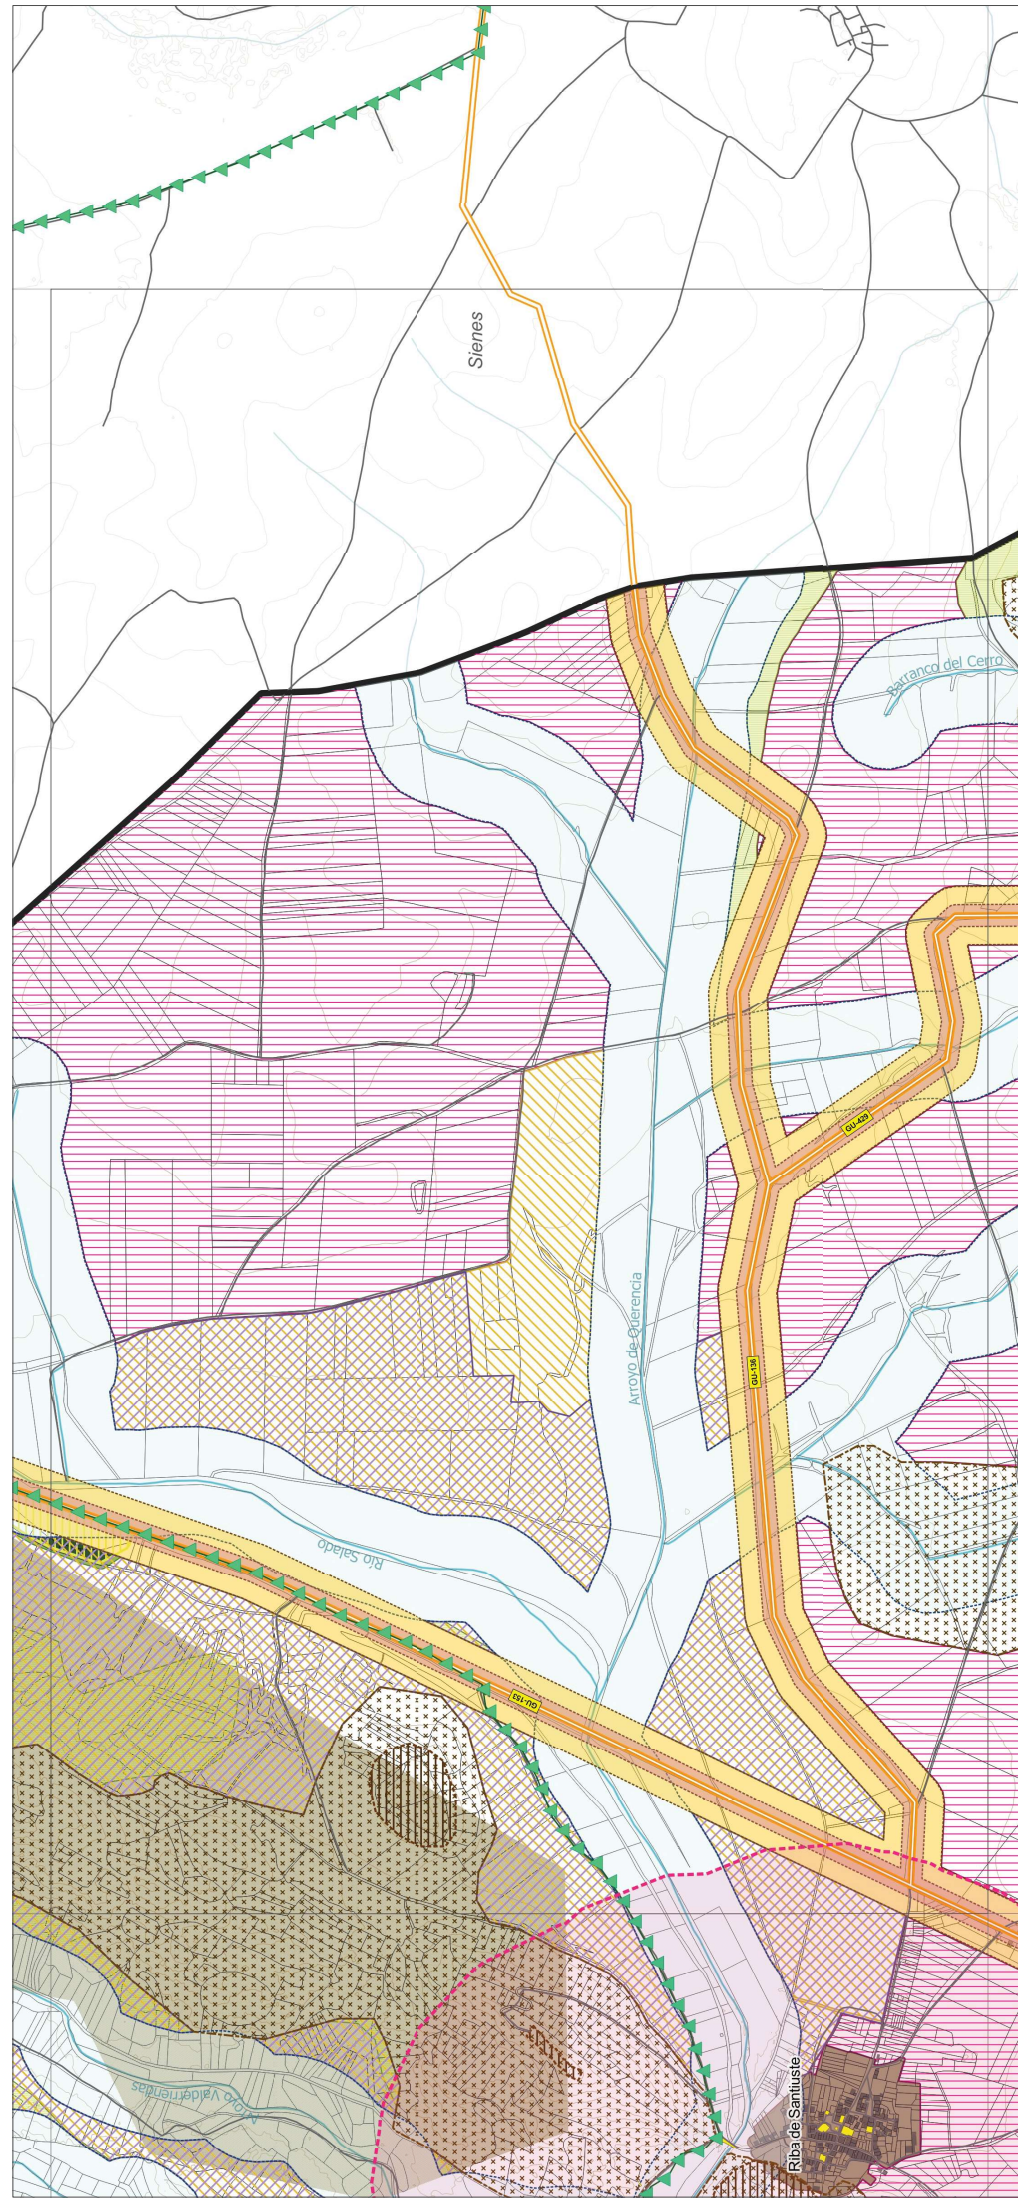 Sienes
Barranco del Cerro
GU-429
Arroyo de Querencia
GU-136
Río Salado
GU-153
Arroyo Valderriendas
Riba de Santiuste